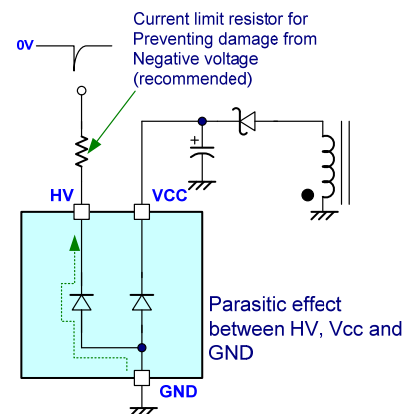 Current limit resistor for
Preventing damage from
Negative voltage
(recommended)
0V
+
HV
VCC
Parasitic effect
between HV, Vcc and
GND
GND